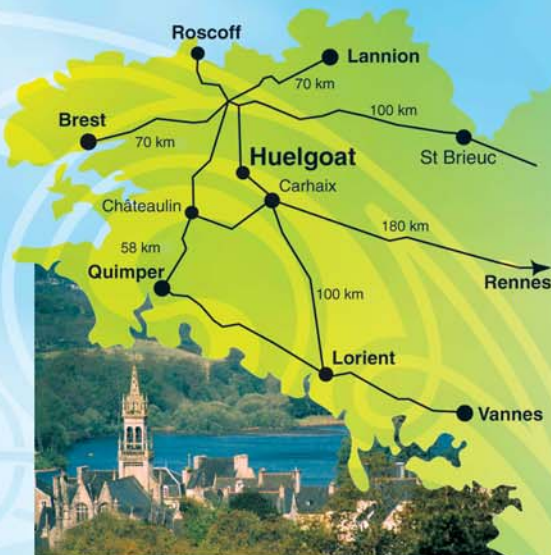 Roscoff
Lannion
70 km
100 km
Brest
70 km
St Brieuc
Huelgoat
Carhaix
Châteaulin
180 km
58 km
Rennes
Quimper
100 km
Lorient
Vannes